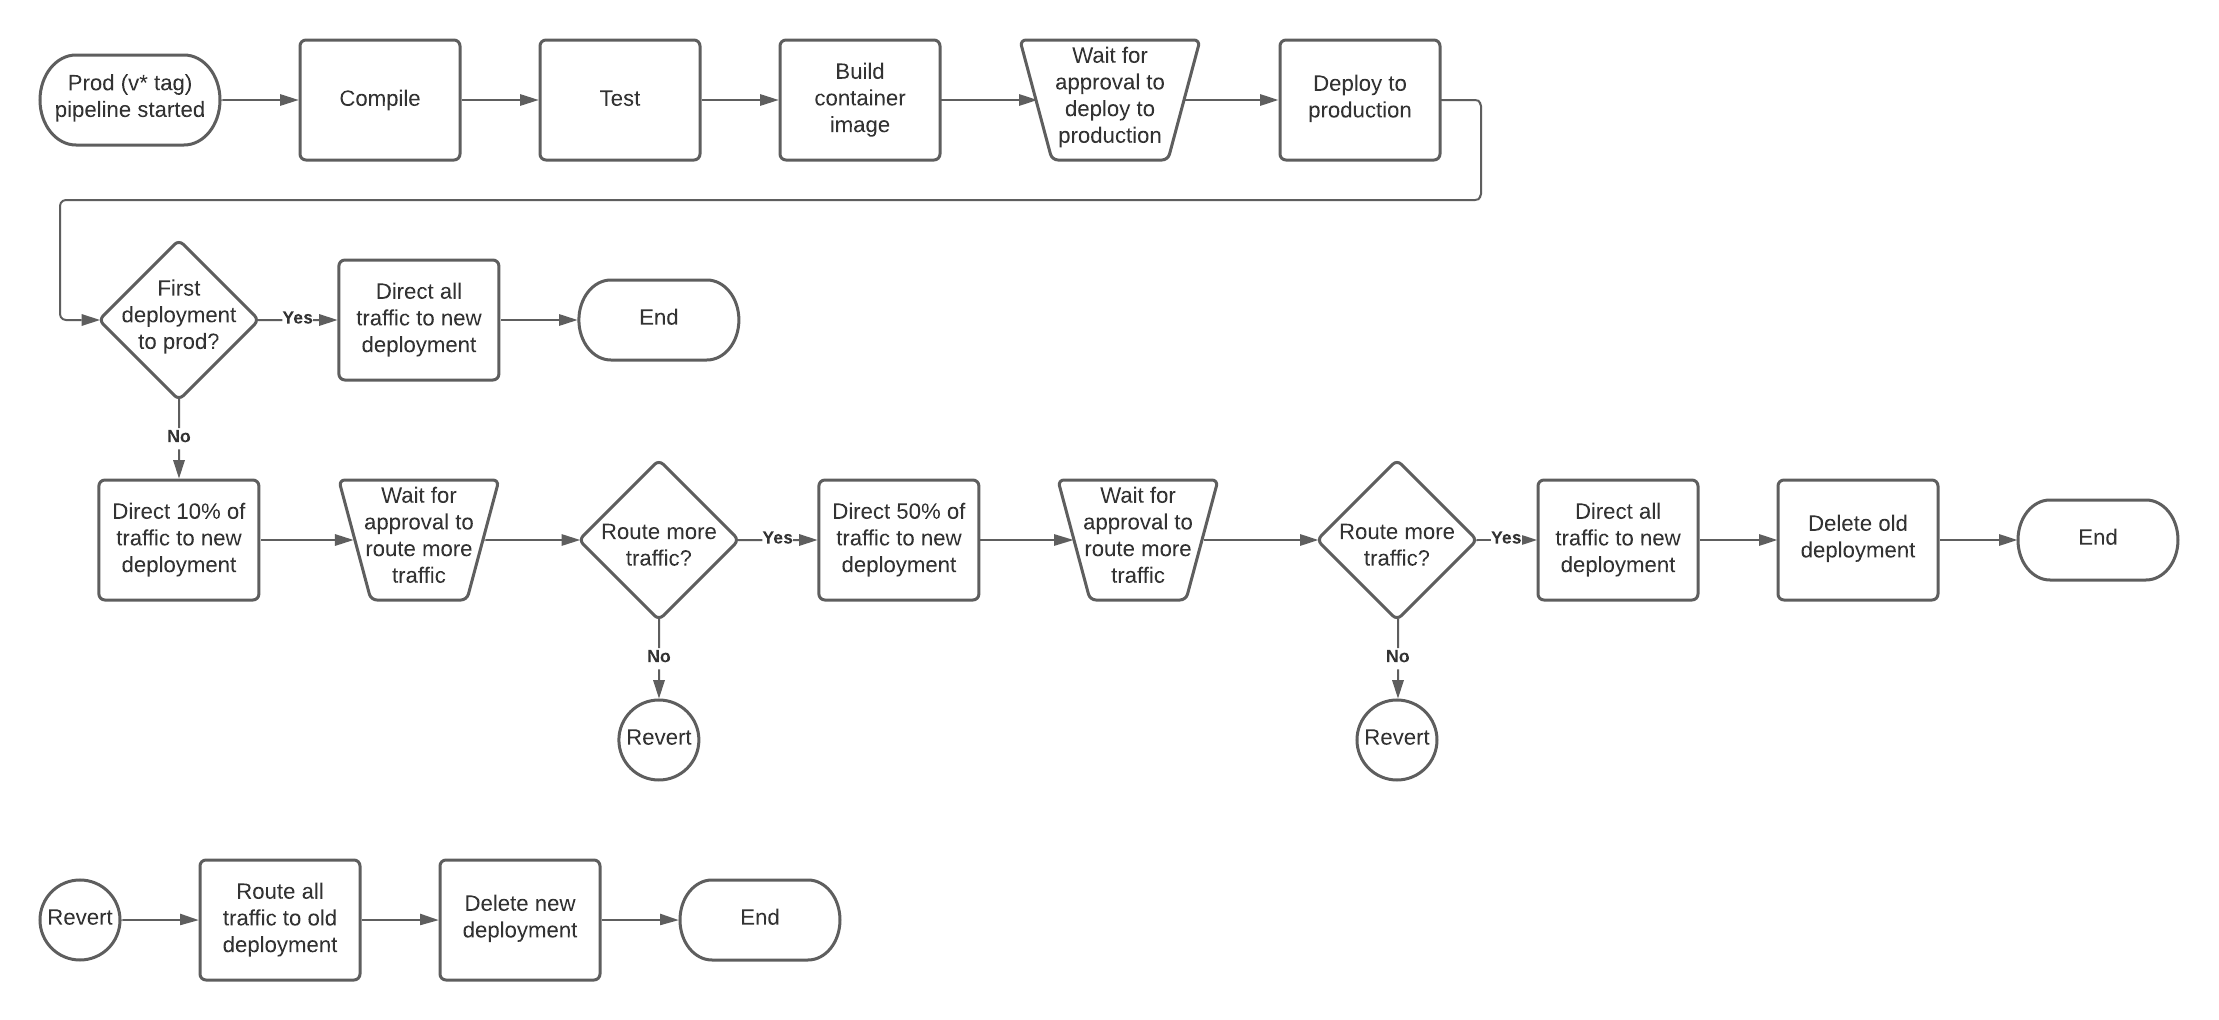 Prod (v* tag)
pipeline started
Compile
Test
Build
container
image
Wait for
approval to
deploy to
production
Deploy to
production
First
deployment
to prod?
Yes
Direct all
traffic to new
deployment
End
No
Direct 10% of
traffic to new
deployment
Wait for
approval to
route more
traffic
Route more
traffic?
Yes
Direct 50% of
traffic to new
deployment
Wait for
approval to
route more
traffic
Route more
traffic?
Yes
Direct all
traffic to new
deployment
Delete old
deployment
End
No
No
Revert
Revert
Revert
Route all
traffic to old
deployment
Delete new
deployment
End